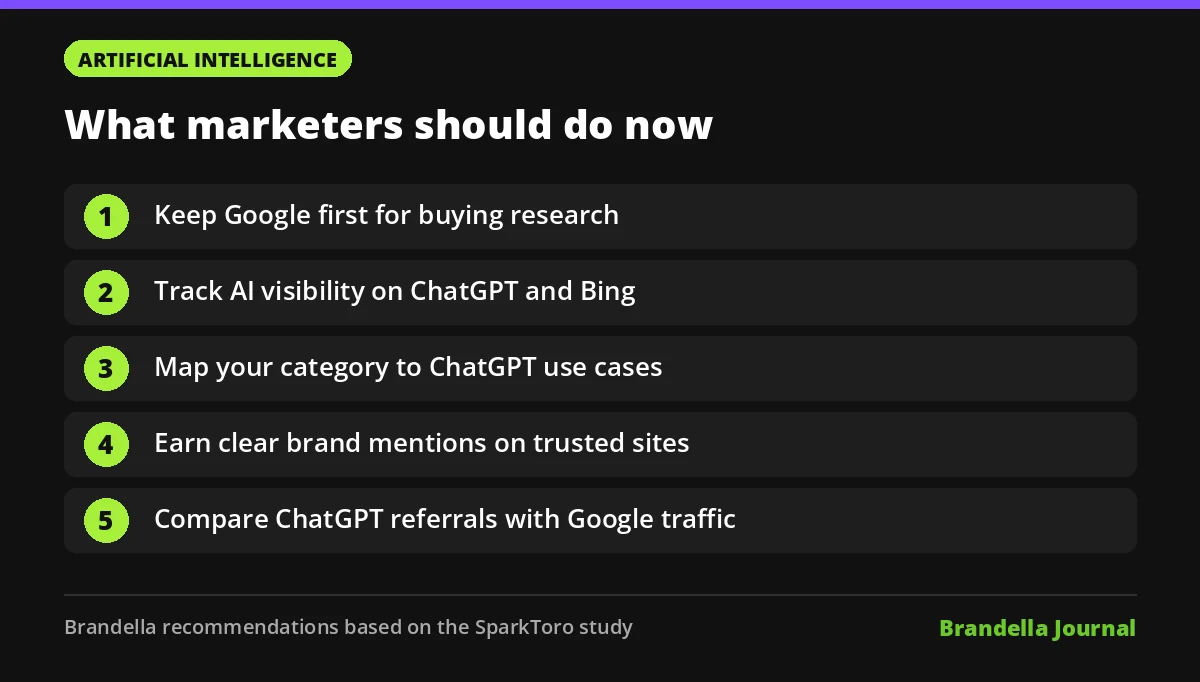 ARTIFICIAL INTELLIGENCE
What marketers should do now
1 Keep Google first for buying research
2 Track AI visibility on ChatGPT and Bing
3 Map your category to ChatGPT use cases
4 Earn clear brand mentions on trusted sites
5 Compare ChatGPT referrals with Google traffic
Brandella recommendations based on the SparkToro study
Brandella Journal